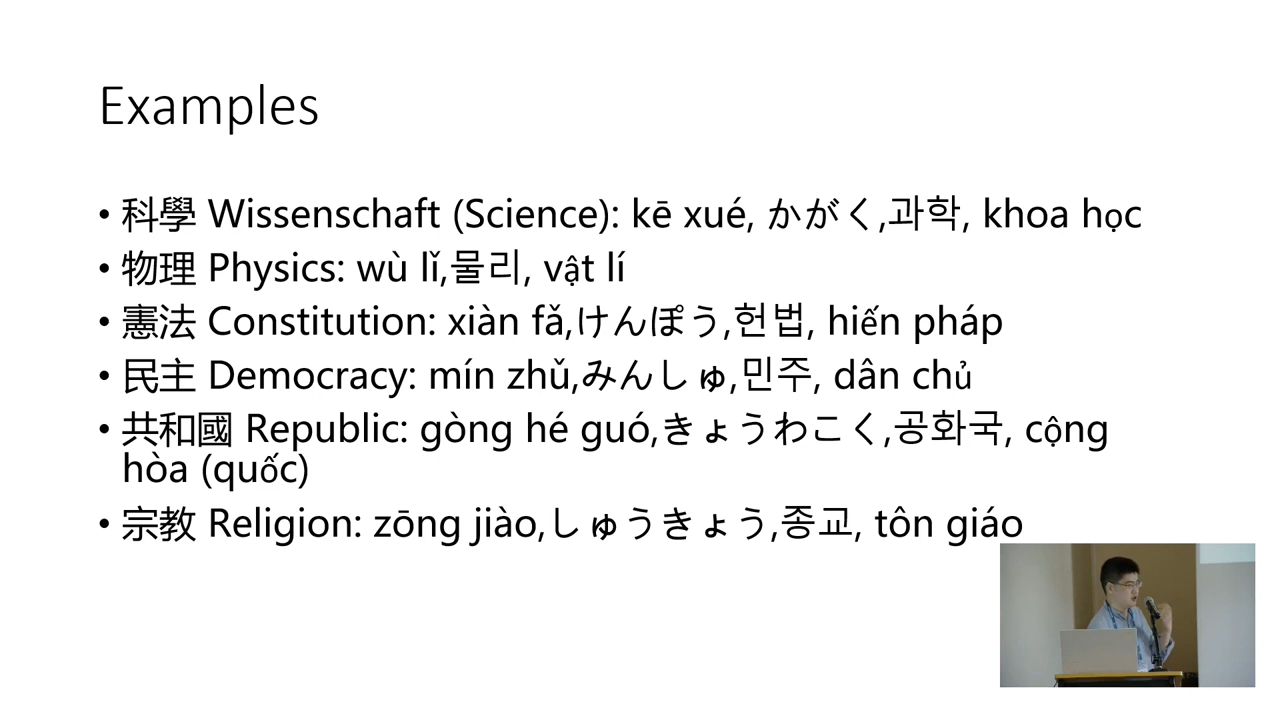 Examples
• 科學 Wissenschaft (Science): kē xué, かがく,과학, khoa học
• 物理 Physics: wù lǐ,물리, vật lí
• 憲法 Constitution: xiàn fǎ,けんぽう,헌법, hiến pháp
• 民主 Democracy: mín zhǔ,みんしゅ,민주, dân chủ
• 共和國 Republic: gòng hé guó,きょうわこく,공화국, cộng
hòa (quốc)
• 宗教 Religion: zōng jiào,しゅうきょう,종교, tôn giáo